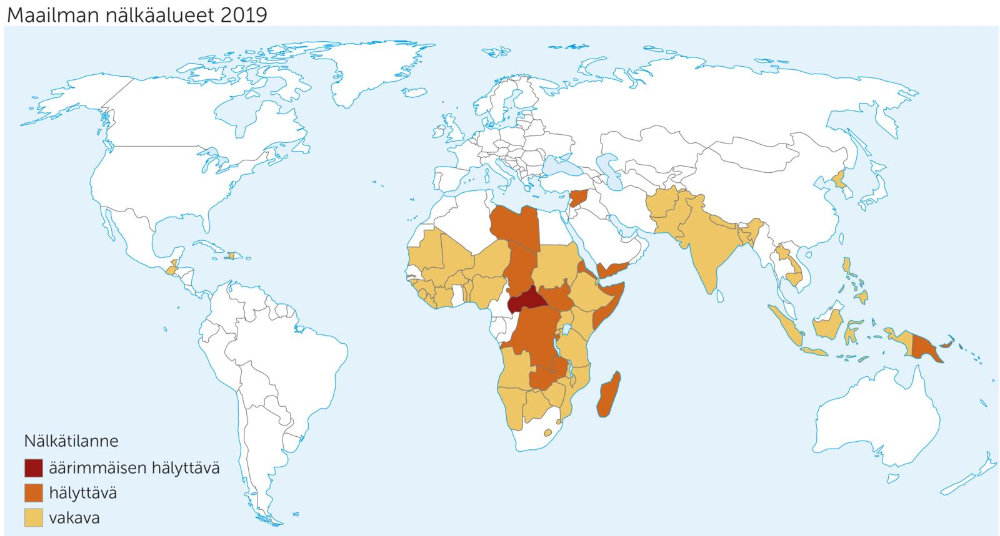 Maailman nälkäalueet 2019
Nälkätilanne
äärimmäisen hälyttävä
hälyttävä
vakava